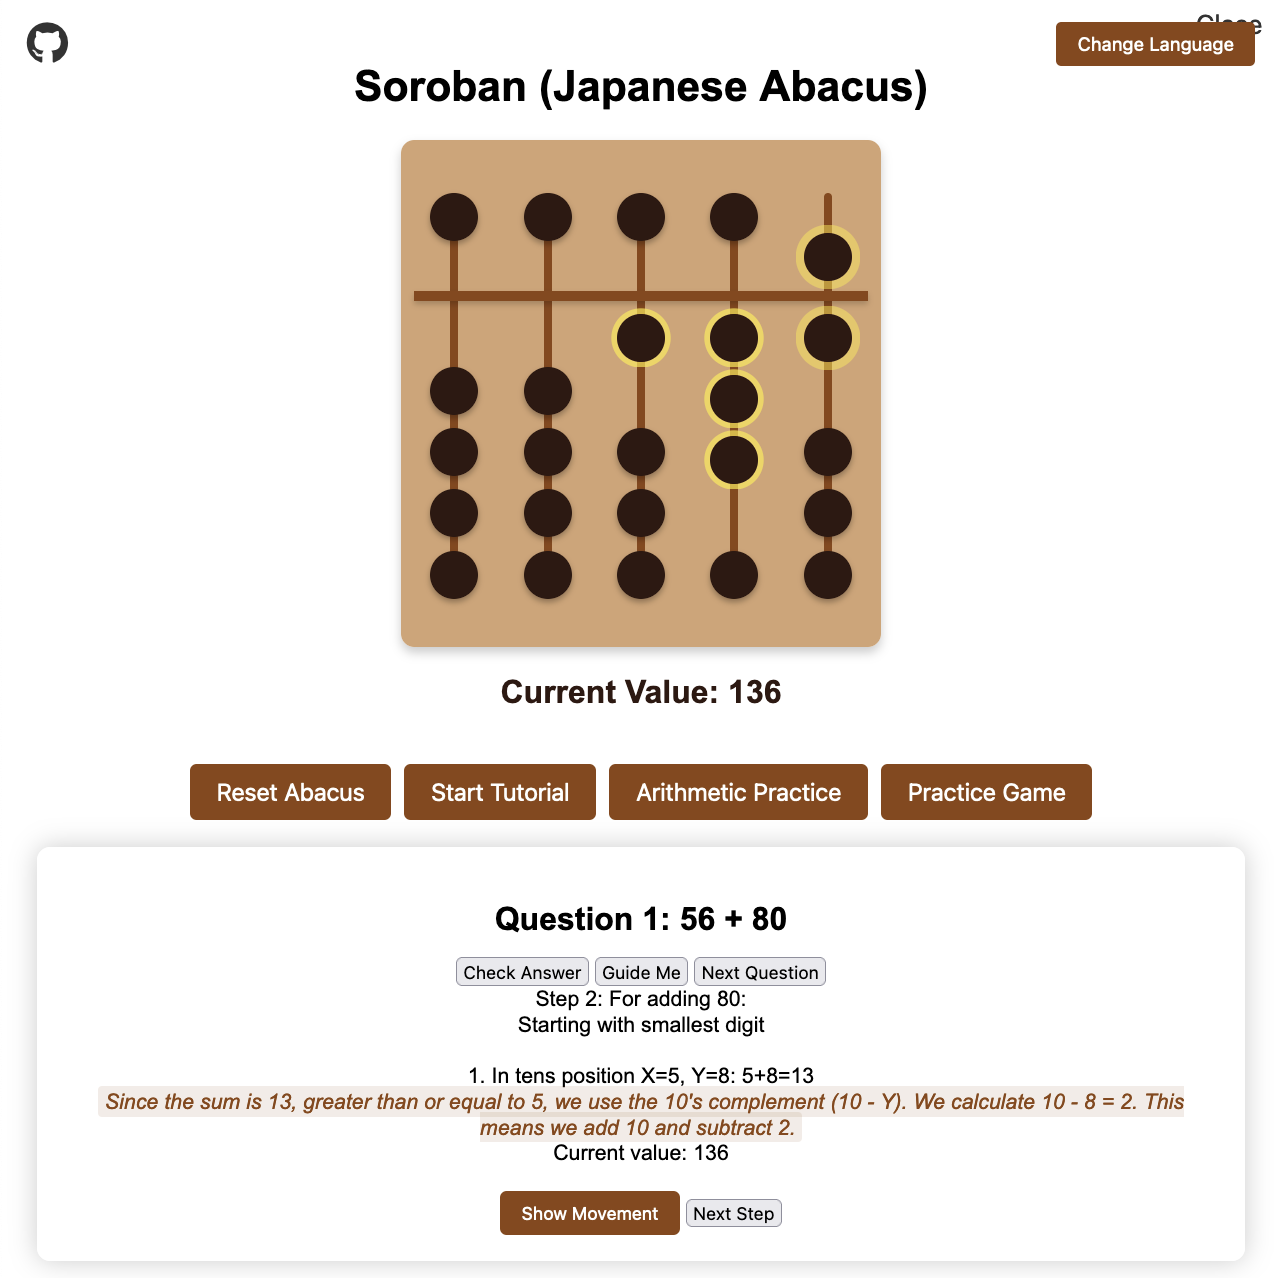 Close
Change Language
Soroban (Japanese Abacus)
Current Value: 136
Reset Abacus
Start Tutorial
Arithmetic Practice
Practice Game
Question 1: 56 + 80
Check Answer
Guide Me
Next Question
Step 2: For adding 80:
Starting with smallest digit
1. In tens position X=5, Y=8: 5+8=13
Since the sum is 13, greater than or equal to 5, we use the 10's complement (10 - Y). We calculate 10 - 8 = 2. This
means we add 10 and subtract 2.
Current value: 136
Show Movement
Next Step